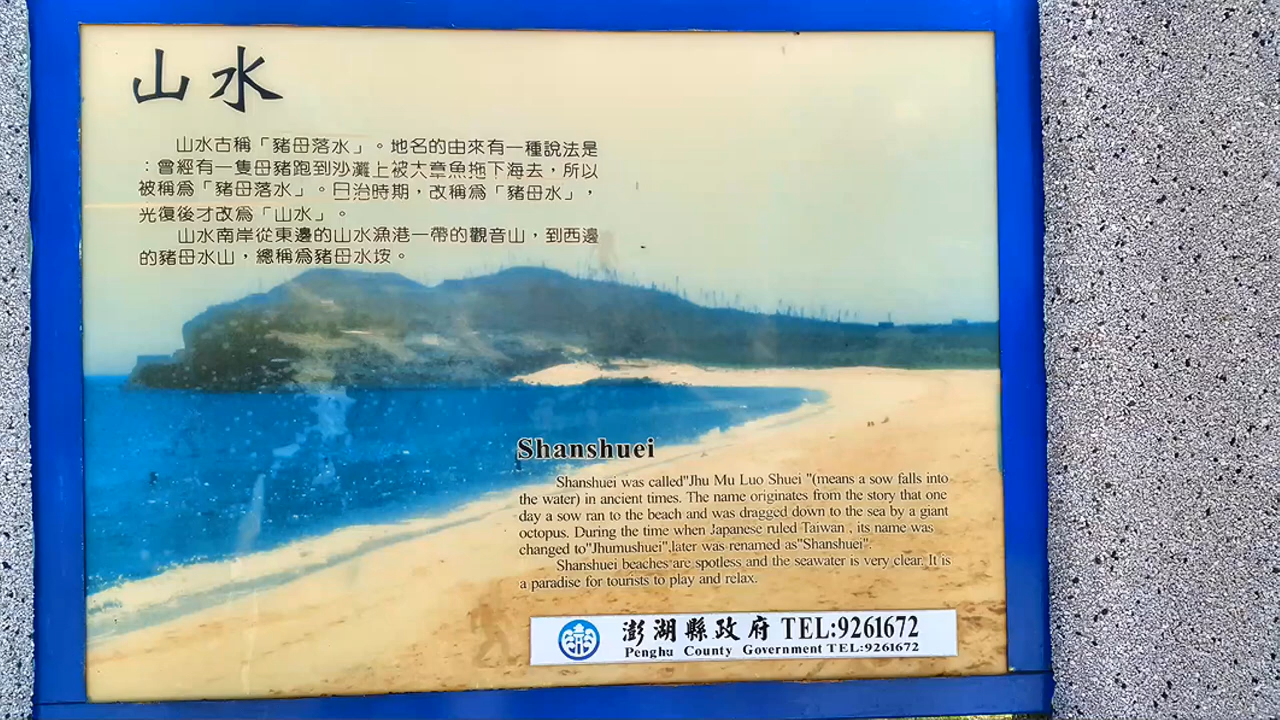 山水
山水古稱「豬母落水」。地名的由來有一種說法是
：曾經有一隻母豬跑到沙灘上被大章魚拖下海去，所以
被稱為「豬母落水」。日治時期，改稱為「豬母水」，
光復後才改為「山水」。
山水南岸從東邊的山水漁港一帶的觀音山，到西邊
的豬母水山，總稱為豬母水垵。
Shanshuei
Shanshuei was called"Jhu Mu Luo Shuei "(means a sow falls into
the water) in ancient times. The name originates from the story that one
day a sow ran to the beach and was dragged down to the sea by a giant
octopus. During the time when Japanese ruled Taiwan , its name was
changed to"Jhumushuei",later was renamed as"Shanshuei".
Shanshuei beaches are spotless and the seawater is very clear. It is
a paradise for tourists to play and relax.
澎湖縣政府 TEL:9261672
Penghu County Government TEL:9261672